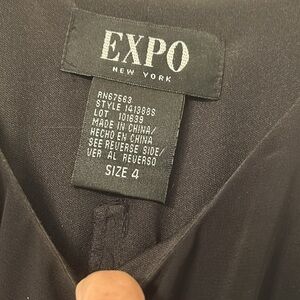 EXPO
NEW YORK
RN67563
STYLE 141388S
LOT 101639
MADE IN CHINA/
HECHO EN CHINA
SEE REVERSE SIDE/
VER AL REVERSO
SIZE 4